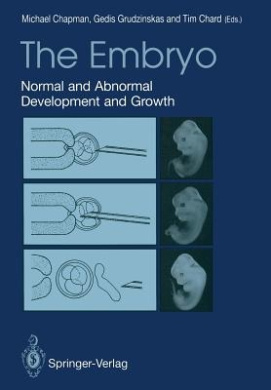 Michael Chapman, Gedis Grudzinskas and Tim Chard (Eds.)
The Embryo
Normal and Abnormal
Development and Growth
Springer-Verlag